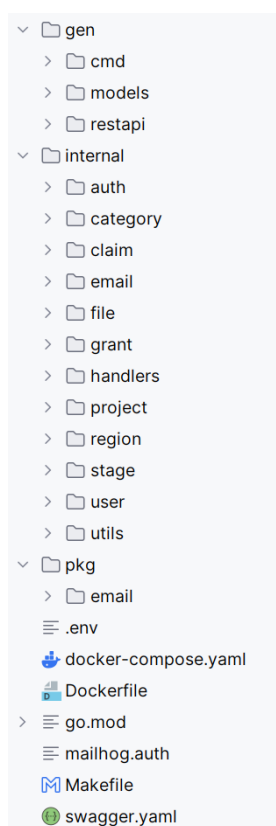 gen
cmd
models
restapi
internal
auth
category
claim
email
file
grant
handlers
project
region
stage
user
utils
pkg
email
.env
docker-compose.yaml
Dockerfile
go.mod
mailhog.auth
Makefile
swagger.yaml